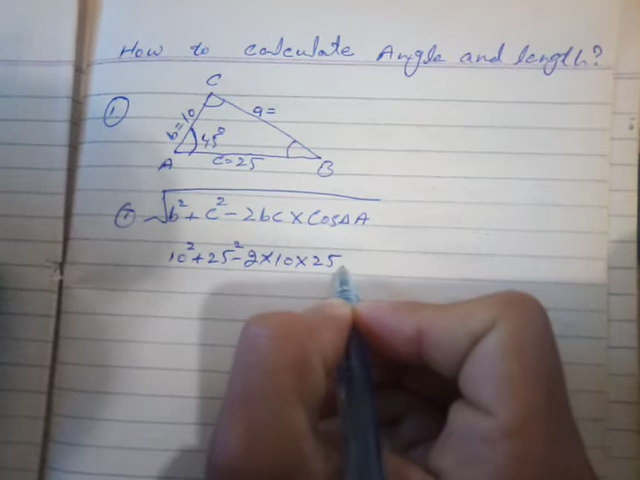 How to calculate Angle and length?
C
① b=10 a=
45°
A c=25 B
① √b²+c²-2bc×Cos∆A
10²+25²-2×10×25